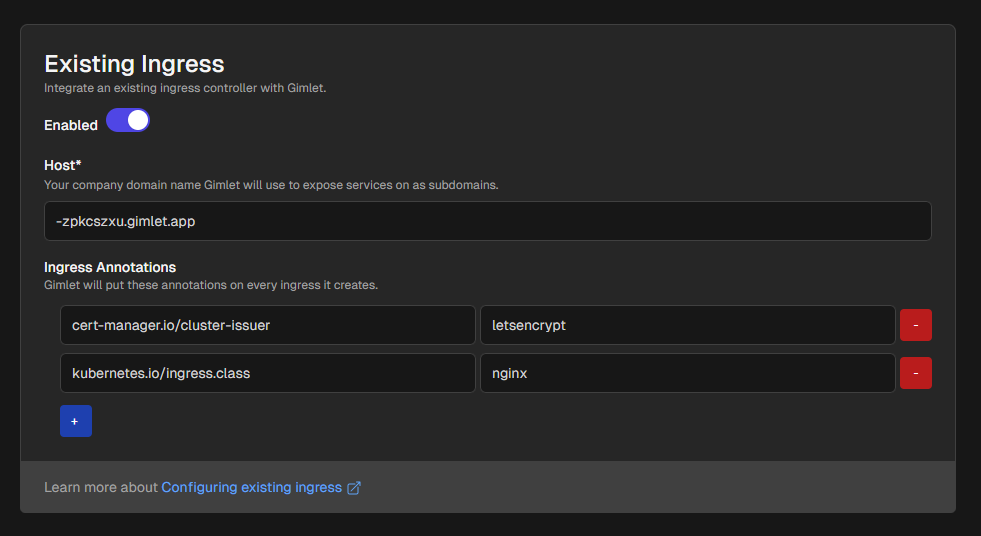 Existing Ingress
Integrate an existing ingress controller with Gimlet.
Enabled
Host*
Your company domain name Gimlet will use to expose services on as subdomains.
-zpkcszxu.gimlet.app
Ingress Annotations
Gimlet will put these annotations on every ingress it creates.
cert-manager.io/cluster-issuer letsencrypt -
kubernetes.io/ingress.class nginx -
+
Learn more about Configuring existing ingress